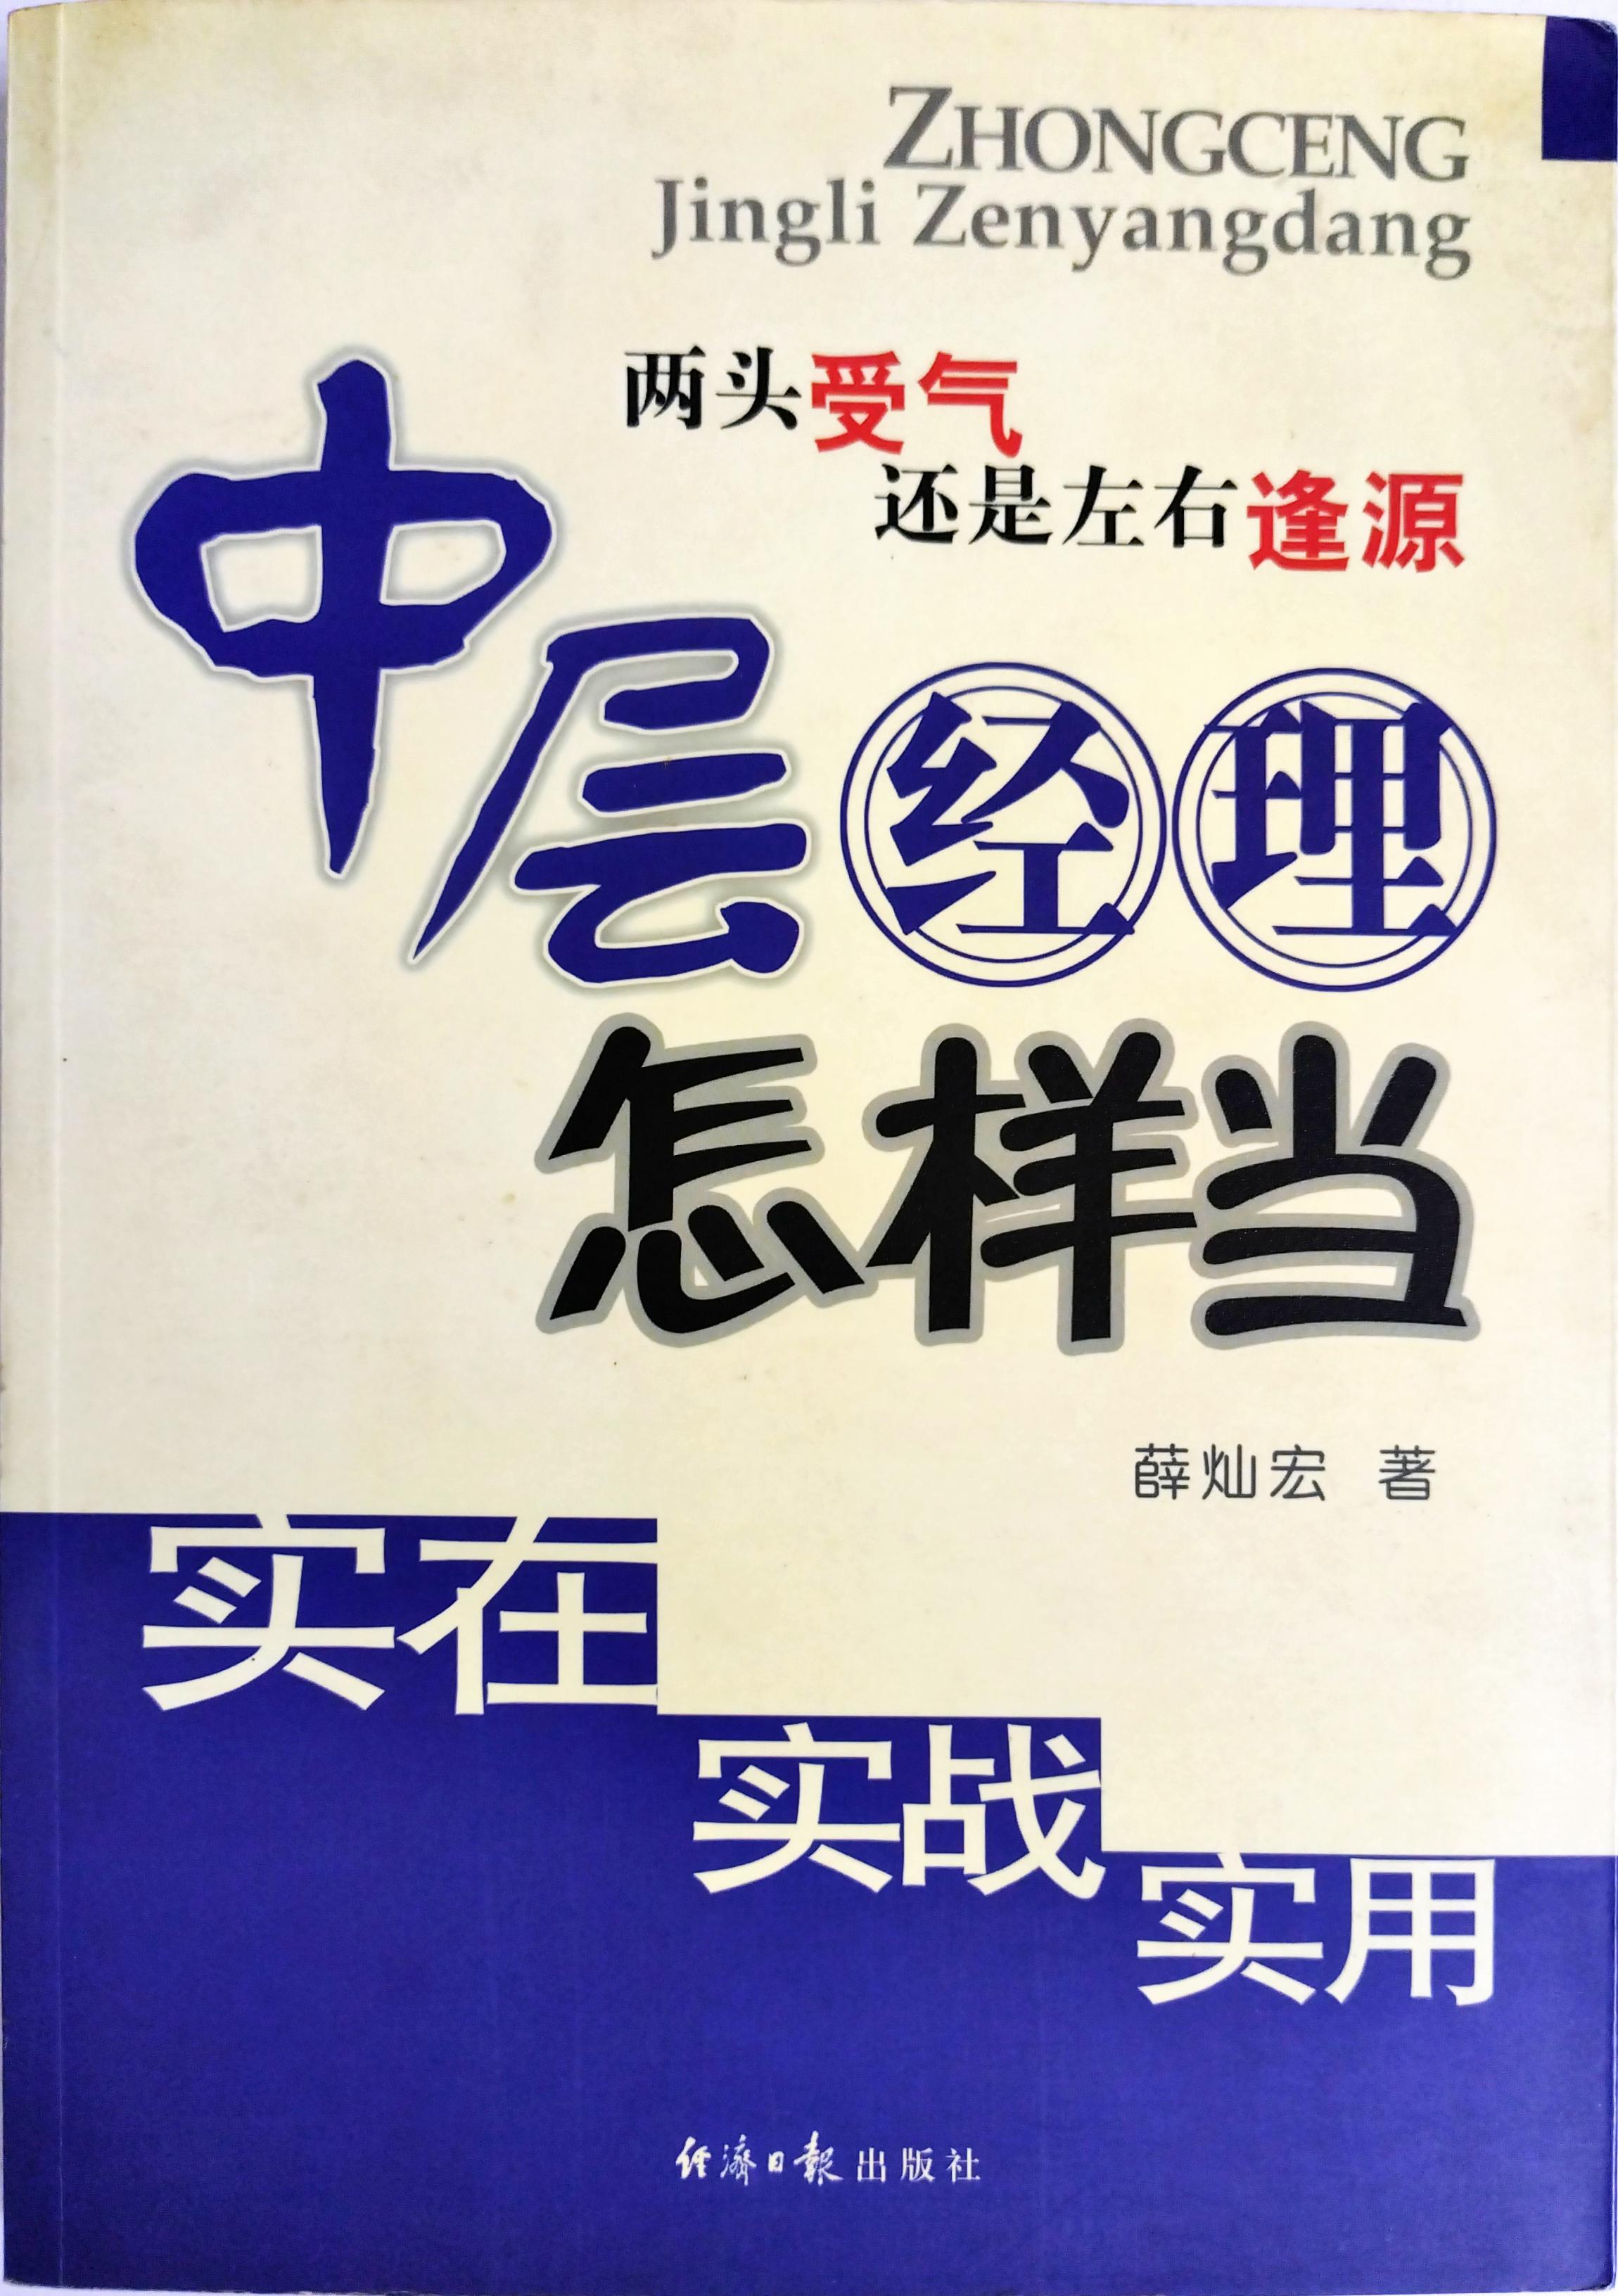 ZHONGCENG
Jingli Zenyangdang
两头受气
还是左右逢源
中层经理
怎样当
薛灿宏 著
实在
实战
实用
经济日报出版社